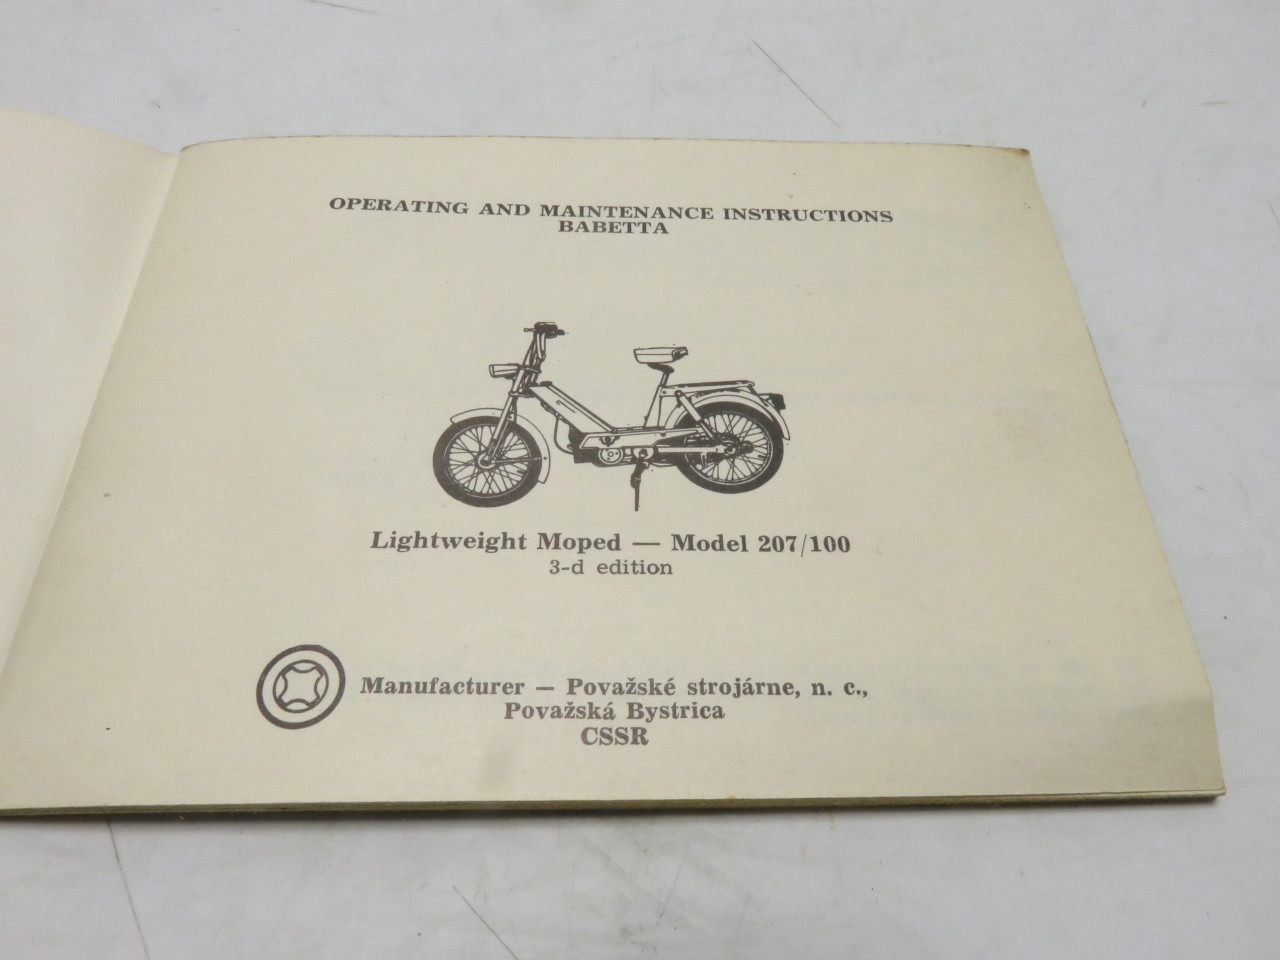 OPERATING AND MAINTENANCE INSTRUCTIONS
BABETTA
Lightweight Moped — Model 207/100
3-d edition
Manufacturer — Považské strojárne, n. c.,
Považská Bystrica
CSSR